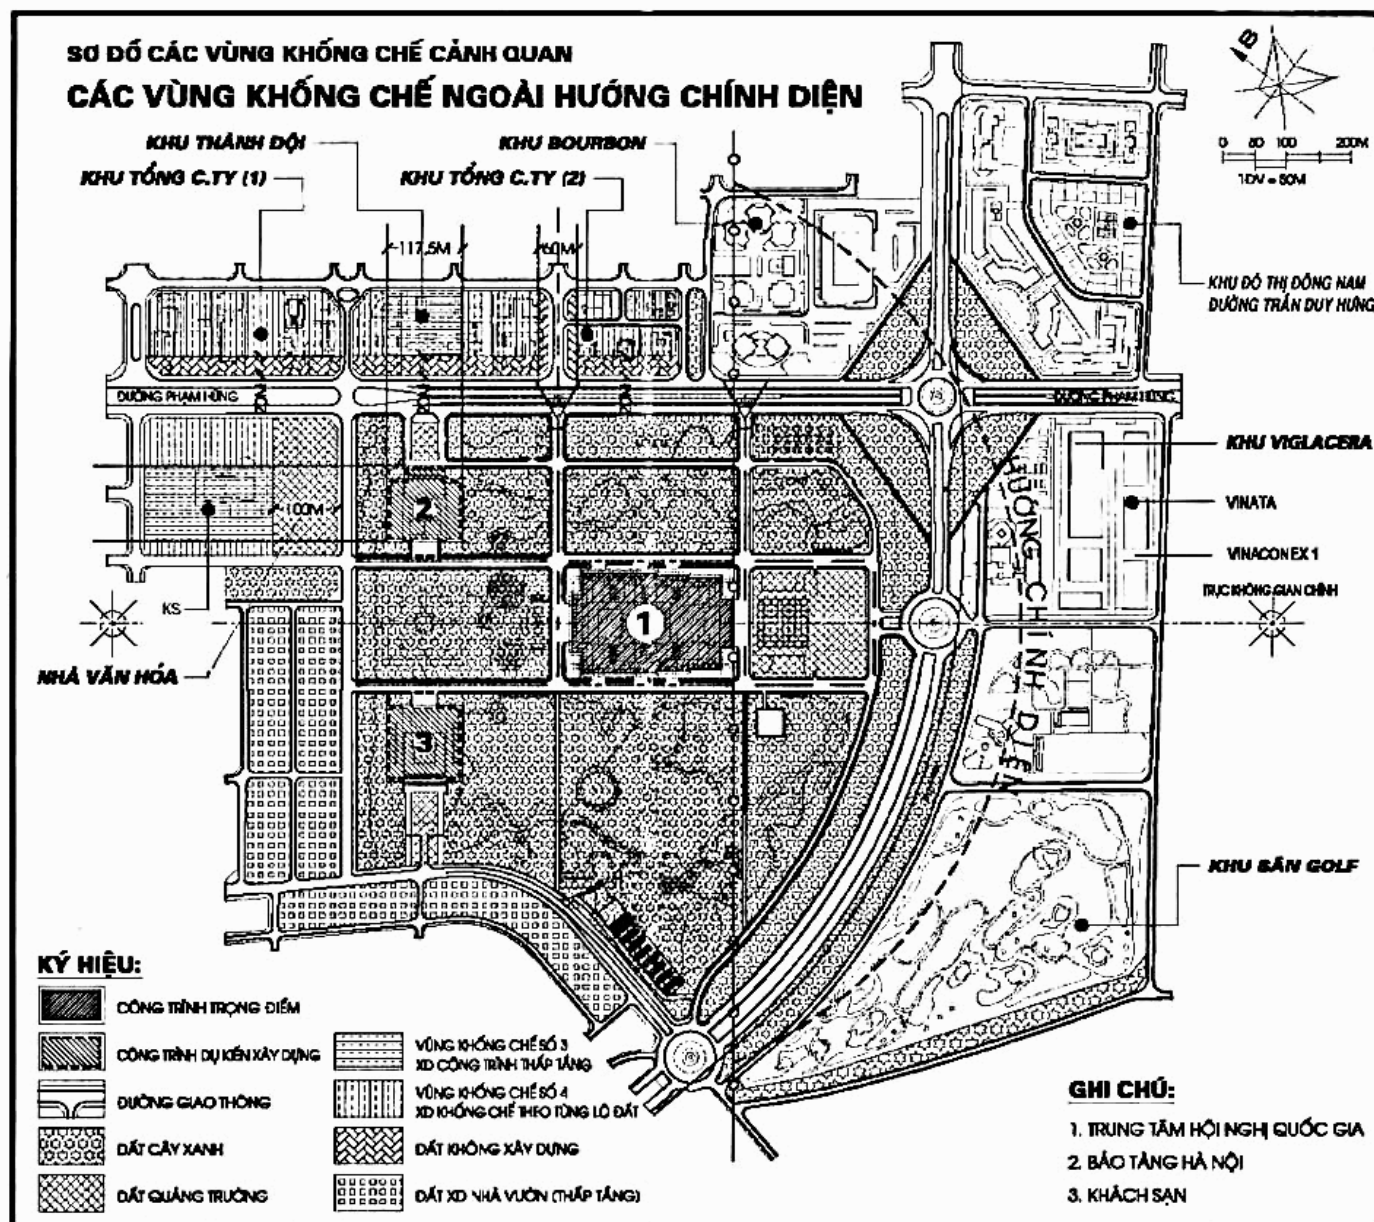 SƠ ĐỒ CÁC VÙNG KHỐNG CHẾ CẢNH QUAN
CÁC VÙNG KHỐNG CHẾ NGOÀI HƯỚNG CHÍNH DIỆN
B
0 50 100 200M
1ĐV = 50M
KHU THÀNH ĐỘI
KHU BOURBON
KHU TỔNG C.TY (1)
KHU TỔNG C.TY (2)
117,5M
60M
KHU ĐÔ THỊ ĐÔNG NAM
ĐƯỜNG TRẦN DUY HƯNG
ĐƯỜNG PHẠM HÙNG
ĐƯỜNG PHẠM HÙNG
KHU VIGLACERA
VINATA
VINACONEX 1
100M
2
HƯỚNG CHÍNH DIỆN
TRỤC KHÔNG GIAN CHÍNH
KS
1
NHÀ VĂN HÓA
3
KHU SÂN GOLF
KÝ HIỆU:
CÔNG TRÌNH TRỌNG ĐIỂM
CÔNG TRÌNH DỰ KIẾN XÂY DỰNG
ĐƯỜNG GIAO THÔNG
ĐẤT CÂY XANH
ĐẤT QUẢNG TRƯỜNG
VÙNG KHỐNG CHẾ SỐ 3
XD CÔNG TRÌNH THẤP TẦNG
VÙNG KHỐNG CHẾ SỐ 4
XD KHỐNG CHẾ THEO TỪNG LÔ ĐẤT
ĐẤT KHÔNG XÂY DỰNG
ĐẤT XD NHÀ VƯỜN (THẤP TẦNG)
GHI CHÚ:
1. TRUNG TÂM HỘI NGHỊ QUỐC GIA
2. BẢO TÀNG HÀ NỘI
3. KHÁCH SẠN